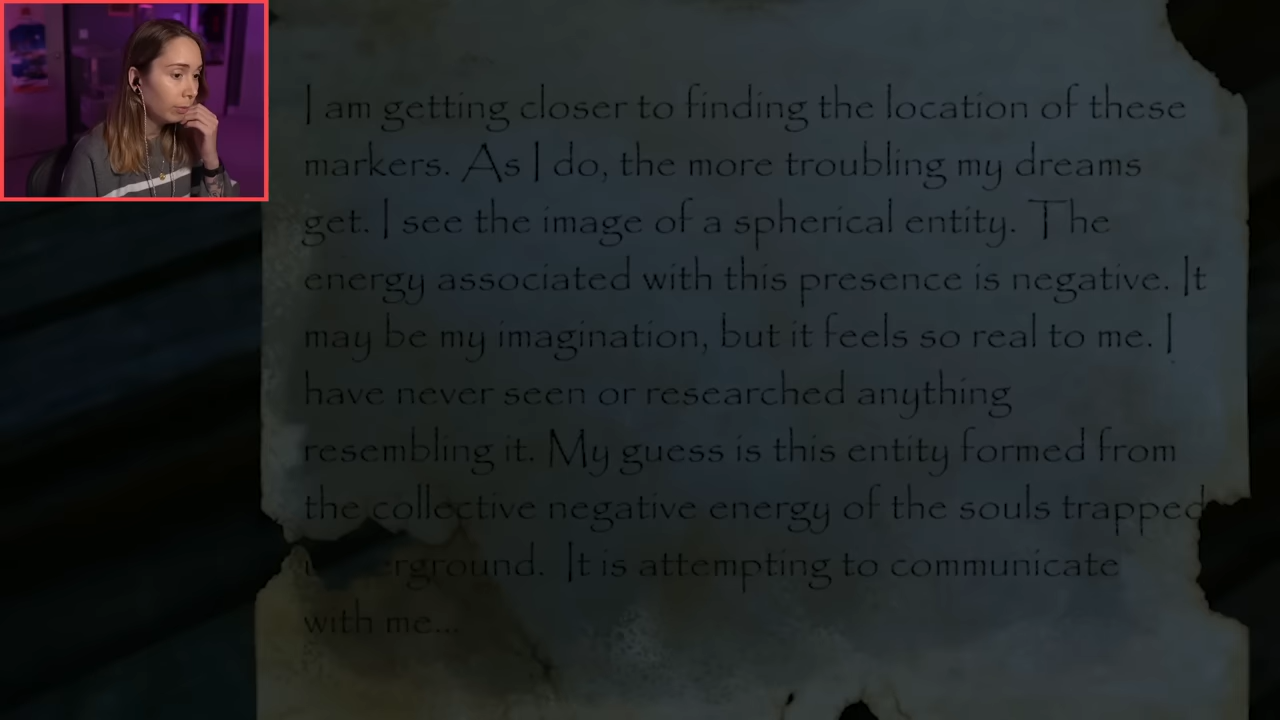 I am getting closer to finding the location of these
markers. As I do, the more troubling my dreams
get. I see the image of a spherical entity. The
energy associated with this presence is negative. It
may be my imagination, but it feels so real to me. I
have never seen or researched anything
resembling it. My guess is this entity formed from
the collective negative energy of the souls trapped
underground. It is attempting to communicate
with me...